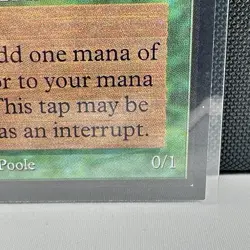 dd one mana of
or to your mana
This tap may be
as an interrupt.
Poole
0/1